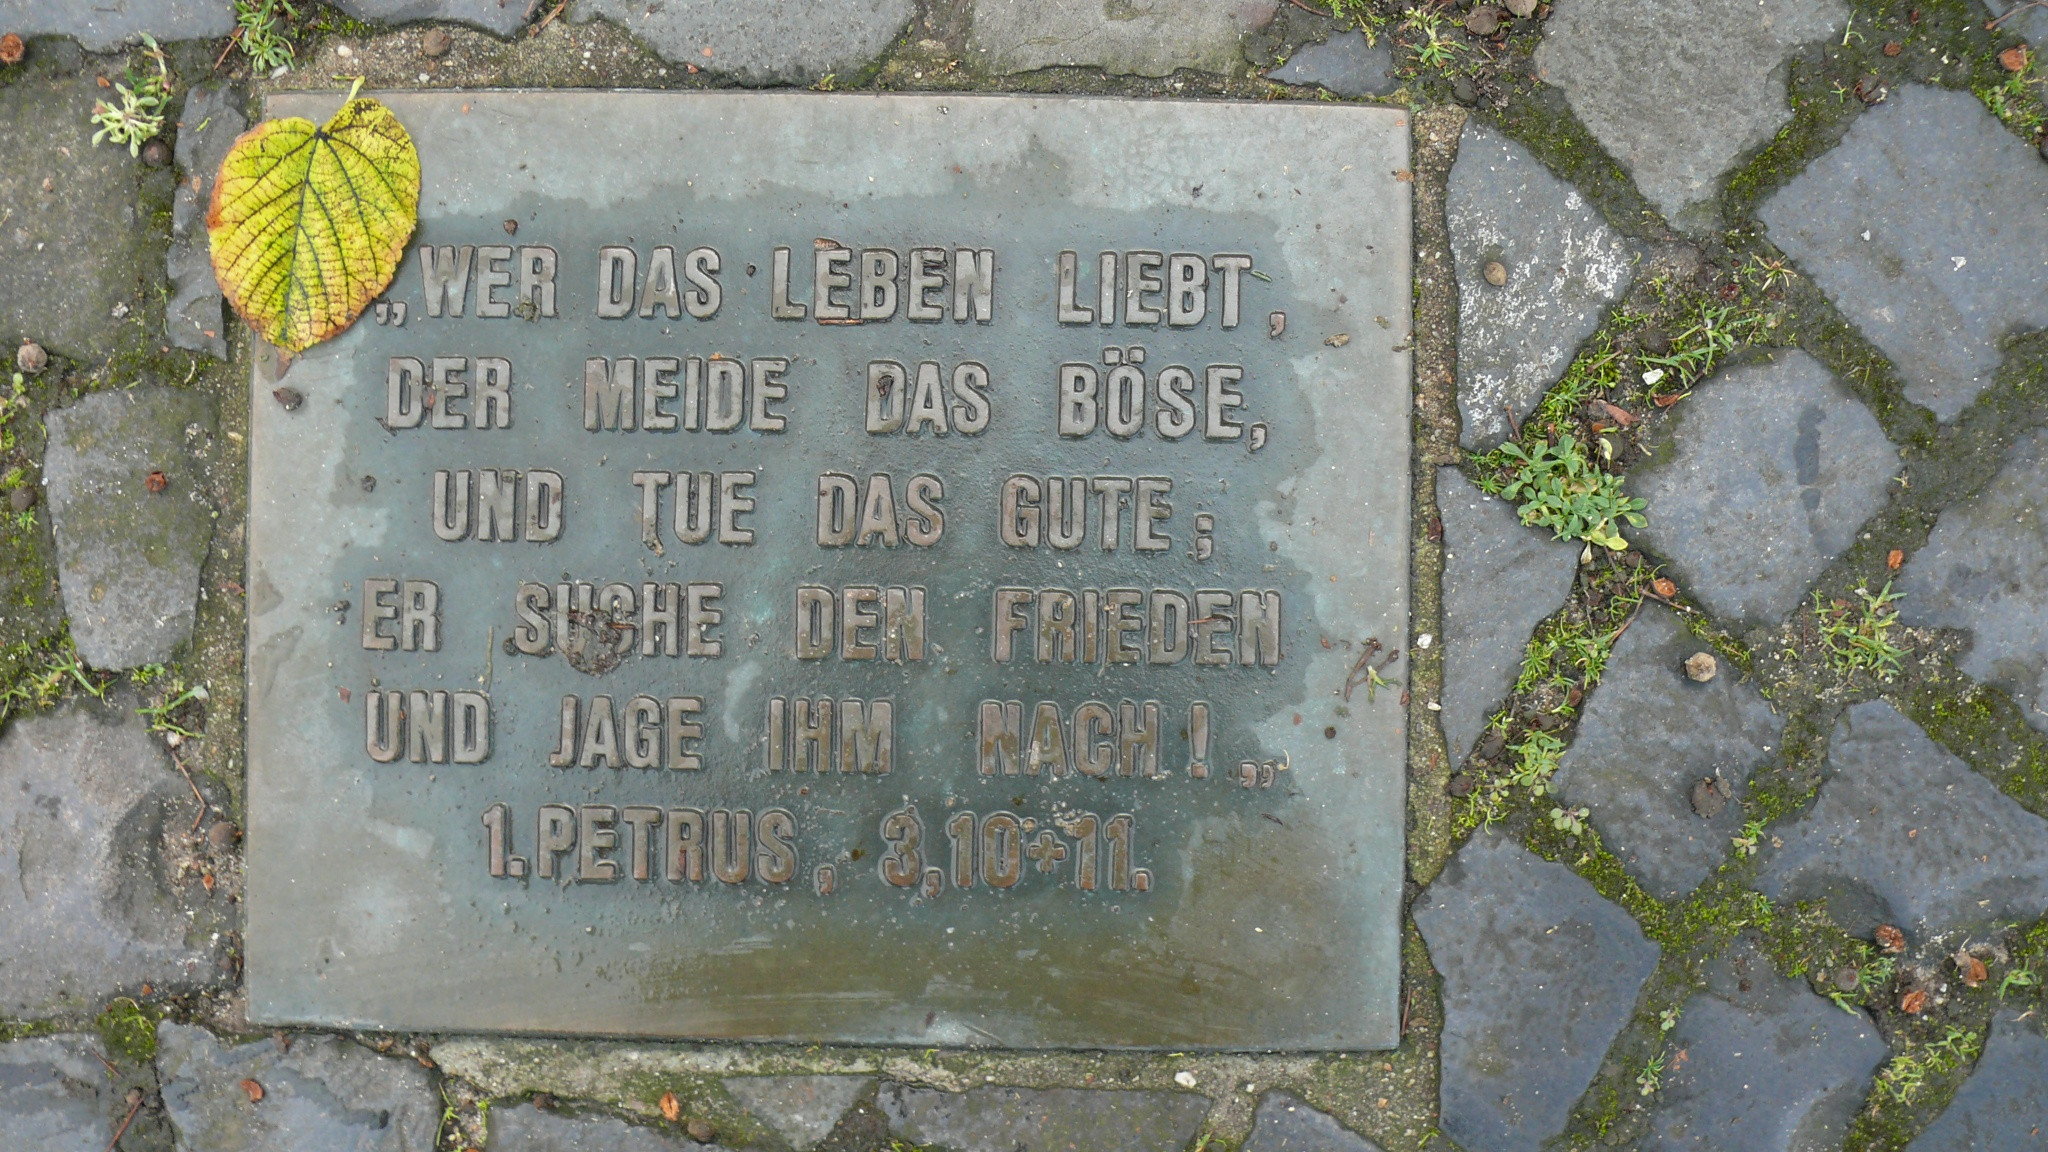 „WER DAS LEBEN LIEBT,
DER MEIDE DAS BÖSE,
UND TUE DAS GUTE;
ER SUCHE DEN FRIEDEN
UND JAGE IHM NACH!„
1.PETRUS, 3,10+11.